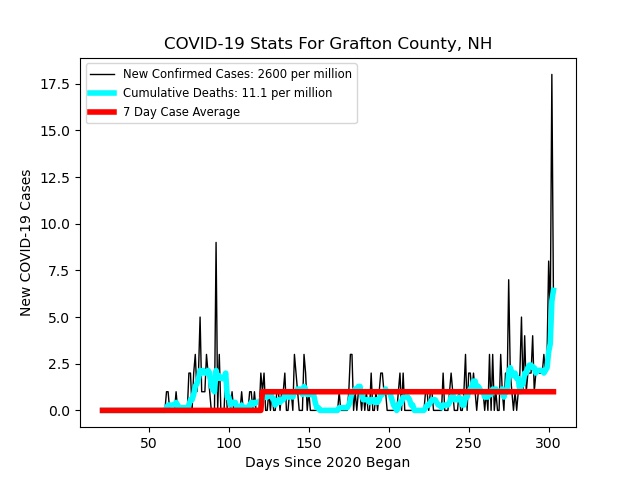 COVID-19 Stats For Grafton County, NH
New Confirmed Cases: 2600 per million
Cumulative Deaths: 11.1 per million
7 Day Case Average
17.5
15.0
12.5
10.0
7.5
5.0
2.5
0.0
New COVID-19 Cases
50 100 150 200 250 300
Days Since 2020 Began